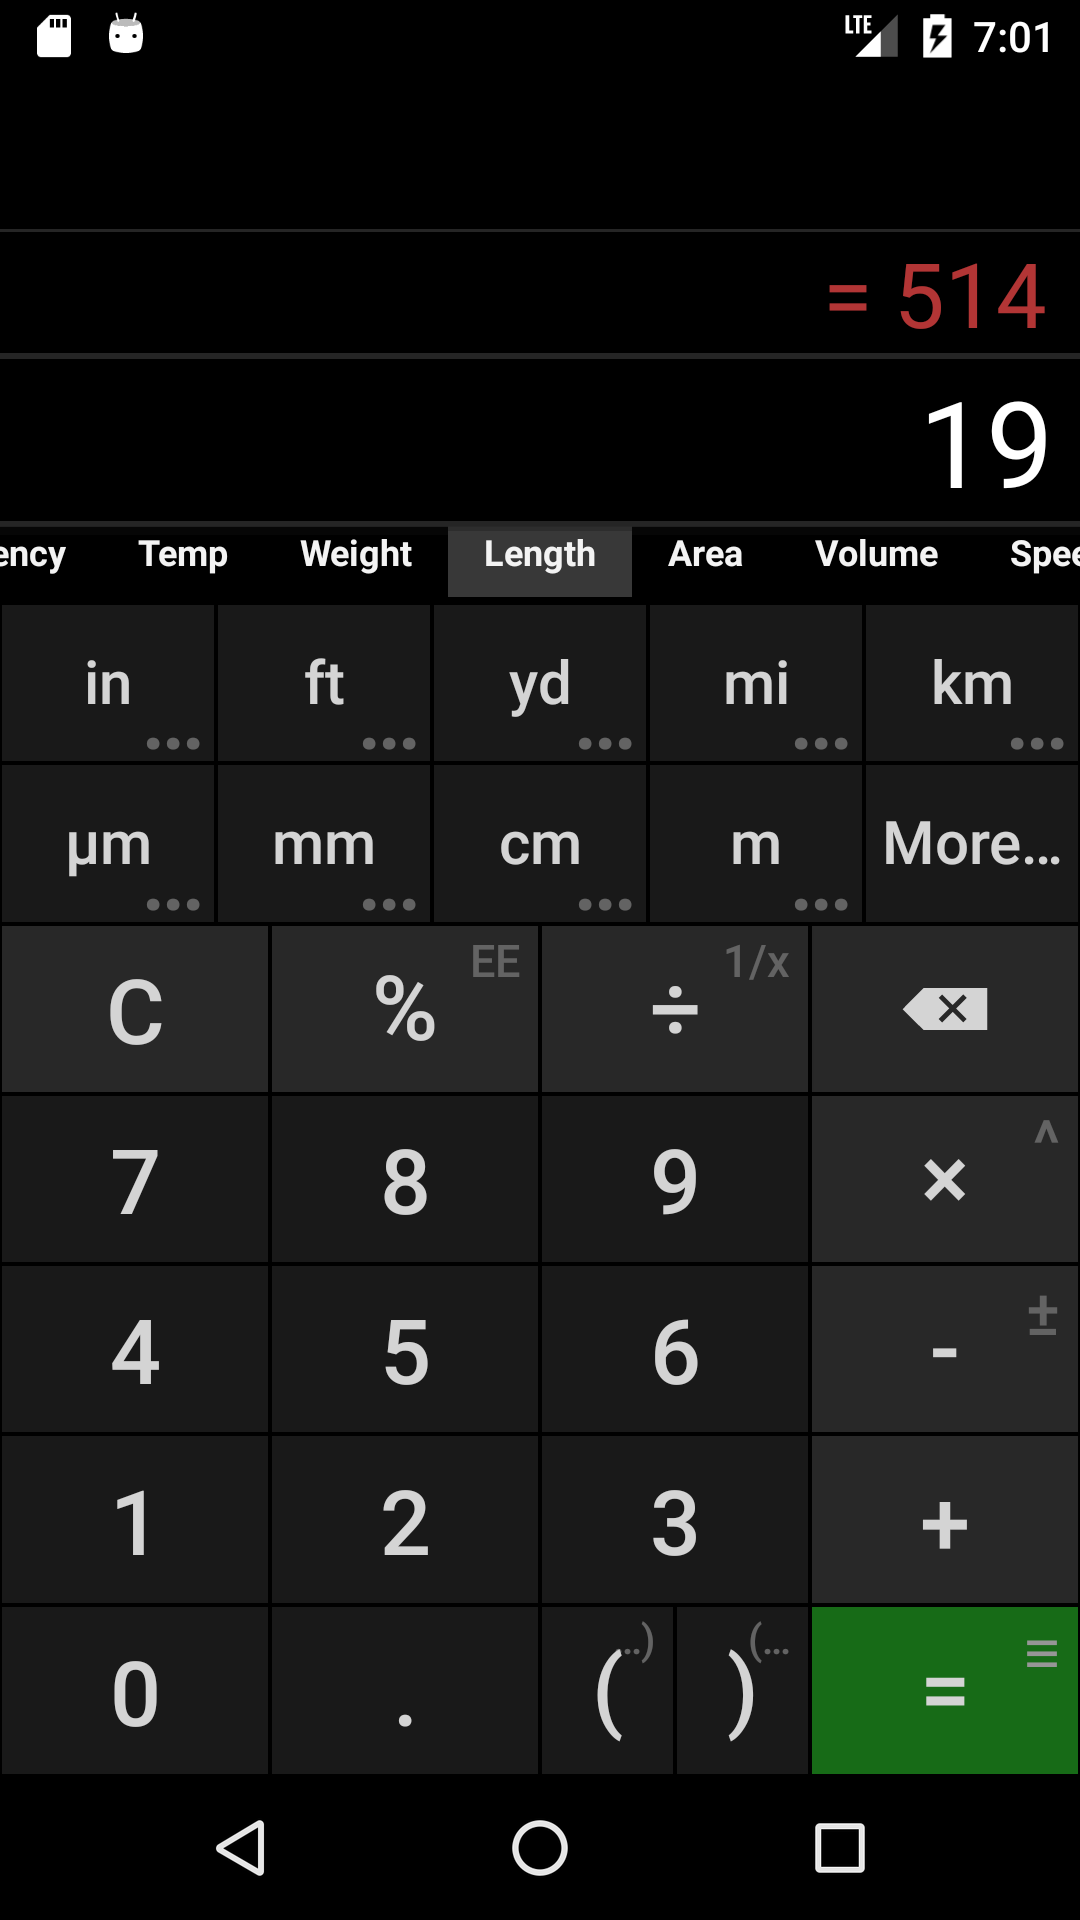 LTE 7:01
= 514
19
ency Temp Weight Length Area Volume Spee
in ft yd mi km
µm mm cm m More...
C % EE ÷ 1/x
7 8 9 × ^
4 5 6 - ±
1 2 3 +
0 . ( ..) ) (... =